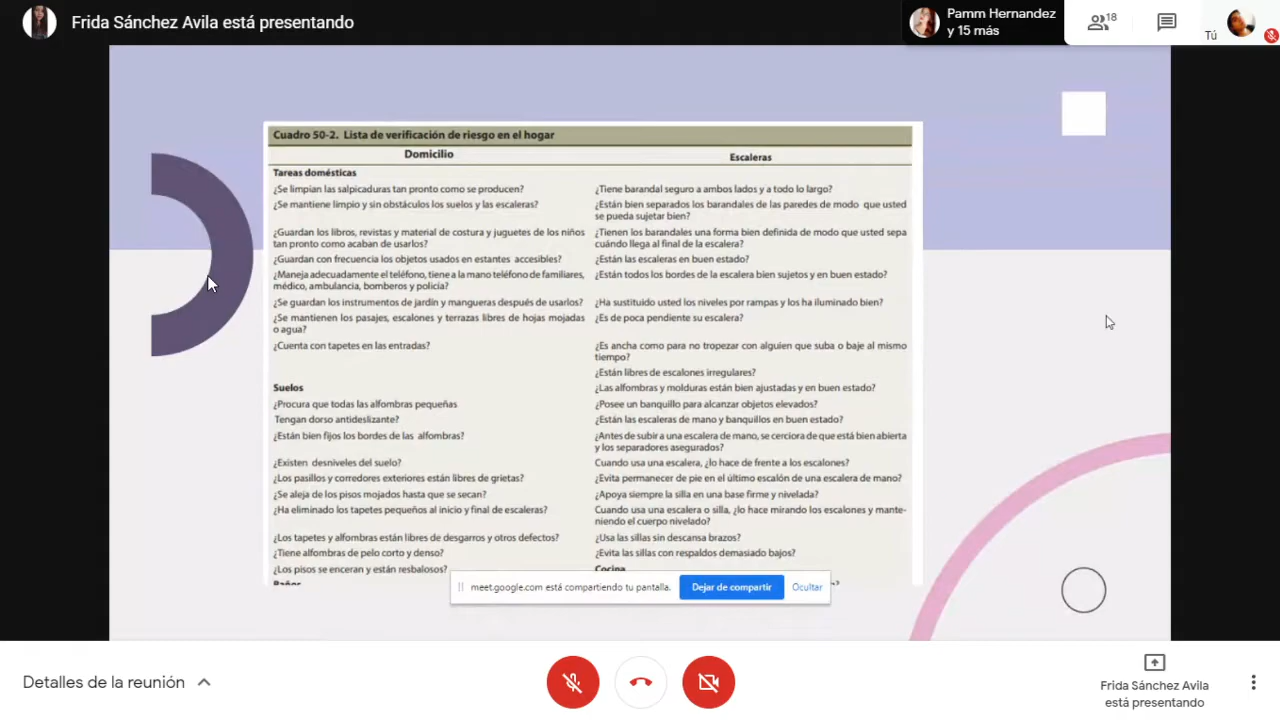 Frida Sánchez Avila está presentando
Pamm Hernandez
y 15 más
18
Tú
Cuadro 50-2. Lista de verificación de riesgo en el hogar
Domicilio
Tareas domésticas
¿Se limpian las salpicaduras tan pronto como se producen?
¿Se mantiene limpio y sin obstáculos los suelos y las escaleras?
¿Guardan los libros, revistas y material de costura y juguetes de los niños
tan pronto como acaban de usarlos?
¿Guardan con frecuencia los objetos usados en estantes accesibles?
¿Maneja adecuadamente el teléfono, tiene a la mano teléfono de familiares,
médico, ambulancia, bomberos y policía?
¿Se guardan los instrumentos de jardín y mangueras después de usarlos?
¿Se mantienen los pasajes, escalones y terrazas libres de hojas mojadas
o agua?
¿Cuenta con tapetes en las entradas?
Suelos
¿Procura que todas las alfombras pequeñas
Tengan dorso antideslizante?
¿Están bien fijos los bordes de las alfombras?
¿Existen desniveles del suelo?
¿Los pasillos y corredores exteriores están libres de grietas?
¿Se aleja de los pisos mojados hasta que se secan?
¿Ha eliminado los tapetes pequeños al inicio y final de escaleras?
¿Los tapetes y alfombras están libres de desgarros y otros defectos?
¿Tiene alfombras de pelo corto y denso?
¿Los pisos se enceran y están resbalosos?
Baños
Escaleras
¿Tiene barandal seguro a ambos lados y a todo lo largo?
¿Están bien separados los barandales de las paredes de modo que usted
se pueda sujetar bien?
¿Tienen los barandales una forma bien definida de modo que usted sepa
cuándo llega al final de la escalera?
¿Están las escaleras en buen estado?
¿Están todos los bordes de la escalera bien sujetos y en buen estado?
¿Ha sustituido usted los niveles por rampas y los ha iluminado bien?
¿Es de poca pendiente su escalera?
¿Es ancha como para no tropezar con alguien que suba o baje al mismo
tiempo?
¿Están libres de escalones irregulares?
¿Las alfombras y molduras están bien ajustadas y en buen estado?
¿Posee un banquillo para alcanzar objetos elevados?
¿Están las escaleras de mano y banquillos en buen estado?
¿Antes de subir a una escalera de mano, se cerciora de que está bien abierta
y los separadores asegurados?
Cuando usa una escalera, ¿lo hace de frente a los escalones?
¿Evita permanecer de pie en el último escalón de una escalera de mano?
¿Apoya siempre la silla en una base firme y nivelada?
Cuando usa una escalera o silla, ¿lo hace mirando los escalones y mante-
niendo el cuerpo nivelado?
¿Usa las sillas sin descansa brazos?
¿Evita las sillas con respaldos demasiado bajos?
Cocina
meet.google.com está compartiendo tu pantalla.
Dejar de compartir
Ocultar
Detalles de la reunión
Frida Sánchez Avila
está presentando